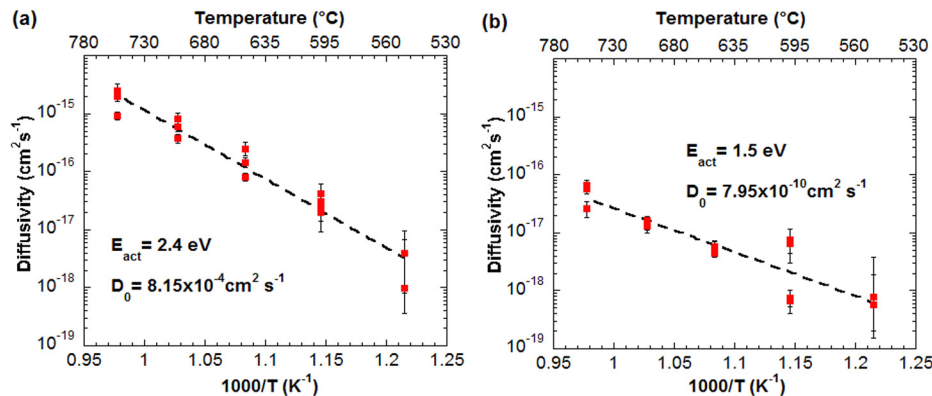 (a)
Temperature (°C)
780 730 680 635 595 560 530
Diffusivity (cm²s⁻¹)
10⁻¹⁵
10⁻¹⁶
10⁻¹⁷
10⁻¹⁸
10⁻¹⁹
E_act = 2.4 eV
D₀ = 8.15x10⁻⁴cm² s⁻¹
0.95 1 1.05 1.1 1.15 1.2 1.25
1000/T (K⁻¹)
(b)
Temperature (°C)
780 730 680 635 595 560 530
Diffusivity (cm²s⁻¹)
10⁻¹⁵
10⁻¹⁶
10⁻¹⁷
10⁻¹⁸
10⁻¹⁹
E_act = 1.5 eV
D₀ = 7.95x10⁻¹⁰cm² s⁻¹
0.95 1 1.05 1.1 1.15 1.2 1.25
1000/T (K⁻¹)